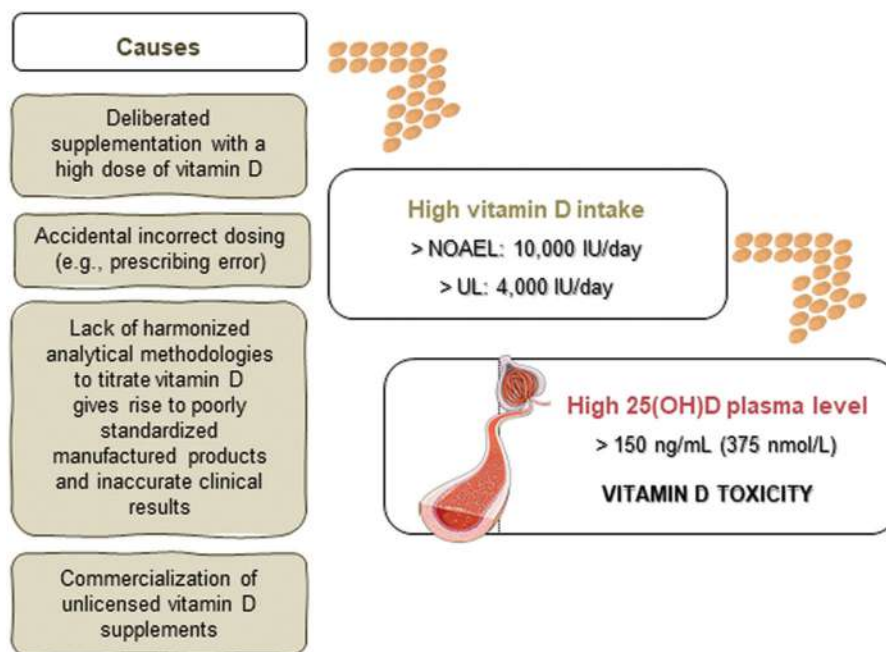 Causes
Deliberated
supplementation with a
high dose of vitamin D
Accidental incorrect dosing
(e.g., prescribing error)
Lack of harmonized
analytical methodologies
to titrate vitamin D
gives rise to poorly
standardized
manufactured products
and inaccurate clinical
results
Commercialization of
unlicensed vitamin D
supplements
High vitamin D intake
> NOAEL: 10,000 IU/day
> UL: 4,000 IU/day
High 25(OH)D plasma level
> 150 ng/mL (375 nmol/L)
VITAMIN D TOXICITY